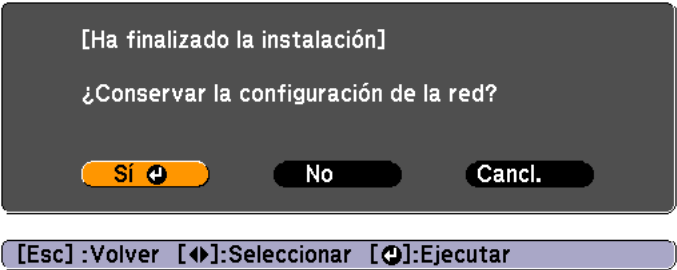 [Ha finalizado la instalación]
¿Conservar la configuración de la red?
Sí No Cancl.
[Esc] :Volver [◆]:Seleccionar [↵]:Ejecutar